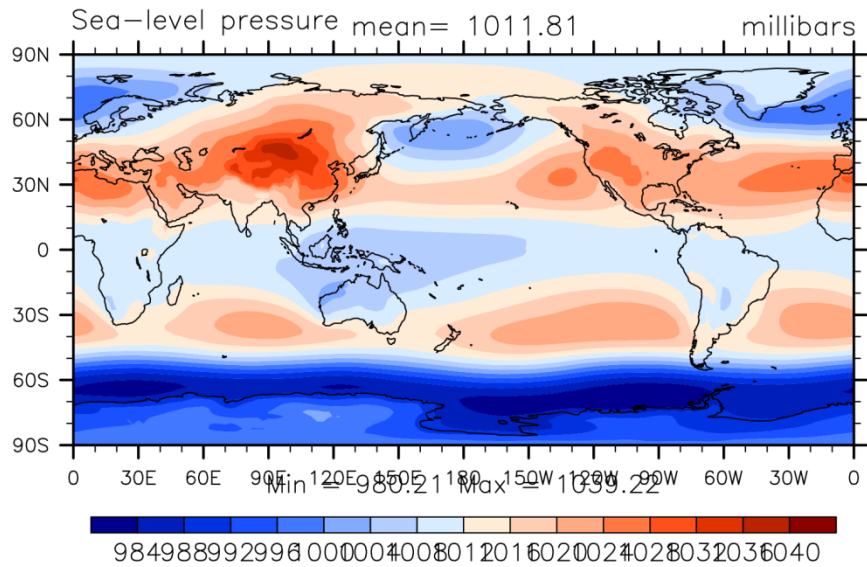 Sea-level pressure mean= 1011.81 millibars
90N
60N
30N
0
30S
60S
90S
0 30E 60E 90E 120E 150E 180 150W 120W 90W 60W 30W 0
Min = 980.21 Max = 1039.22
984 988 992 996 1000 1004 1008 1012 1016 1020 1024 1028 1032 1036 1040